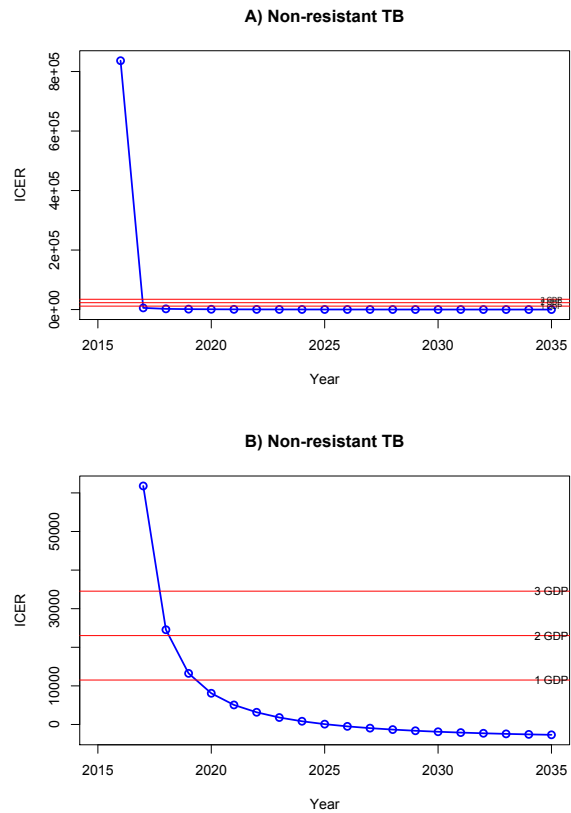 A) Non-resistant TB
ICER
8e+05
6e+05
4e+05
2e+05
0e+00
2015 2020 2025 2030 2035
Year
B) Non-resistant TB
ICER
50000
30000
10000
0
3 GDP
2 GDP
1 GDP
2015 2020 2025 2030 2035
Year